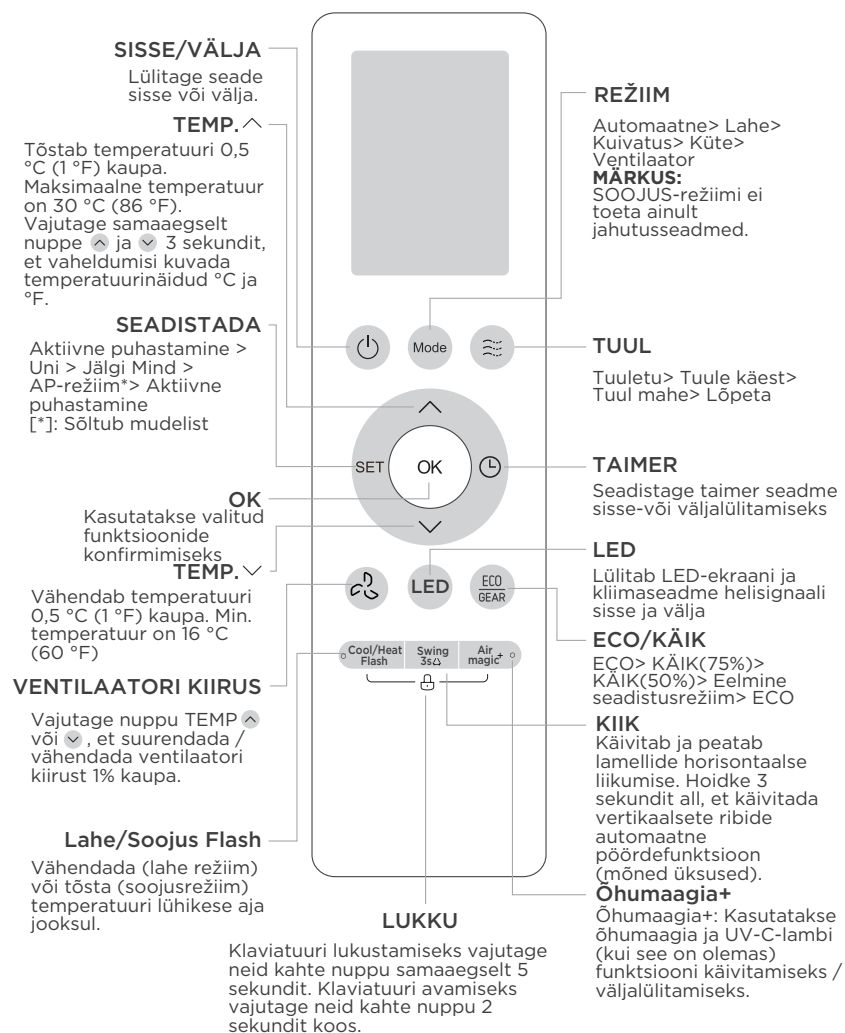 SISSE/VÄLJA
Lülitage seade
sisse või välja.
TEMP.
Tõstab temperatuuri 0,5
°C (1 °F) kaupa.
Maksimaalne temperatuur
on 30 °C (86 °F).
Vajutage samaaegselt
nuppe ja 3 sekundit,
et vaheldumisi kuvada
temperatuurinäidud °C ja
°F.
SEADISTADA
Aktiivne puhastamine >
Uni > Jälgi Mind >
AP-režiim*> Aktiivne
puhastamine
[*]: Sõltub mudelist
OK
Kasutatakse valitud
funktsioonide
konfirmimiseks
TEMP.
Vähendab temperatuuri
0,5 °C (1 °F) kaupa. Min.
temperatuur on 16 °C
(60 °F)
VENTILAATORI KIIRUS
Vajutage nuppu TEMP
või , et suurendada /
vähendada ventilaatori
kiirust 1% kaupa.
Lahe/Soojus Flash
Vähendada (lahe režiim)
või tõsta (soojusrežiim)
temperatuuri lühikese aja
jooksul.
Mode
SET
OK
LED
ECO
GEAR
Cool/Heat
Flash
Swing
3s
Air
magic+
LUKKU
Klaviatuuri lukustamiseks vajutage
neid kahte nuppu samaaegselt 5
sekundit. Klaviatuuri avamiseks
vajutage neid kahte nuppu 2
sekundit koos.
REŽIIM
Automaatne> Lahe>
Kuivatus> Küte>
Ventilaator
MÄRKUS:
SOOJUS-režiimi ei
toeta ainult
jahutusseadmed.
TUUL
Tuuletu> Tuule käest>
Tuul mahe> Lõpeta
TAIMER
Seadistage taimer seadme
sisse-või väljalülitamiseks
LED
Lülitab LED-ekraani ja
kliimaseadme helisignaali
sisse ja välja
ECO/KÄIK
ECO> KÄIK(75%)>
KÄIK(50%)> Eelmine
seadistusrežiim> ECO
KIIK
Käivitab ja peatab
lamellide horisontaalse
liikumise. Hoidke 3
sekundit all, et käivitada
vertikaalsete ribide
automaatne
pöördefunktsioon
(mõned üksused).
Õhumaagia+
Õhumaagia+: Kasutatakse
õhumaagia ja UV-C-lambi
(kui see on olemas)
funktsiooni käivitamiseks /
väljalülitamiseks.